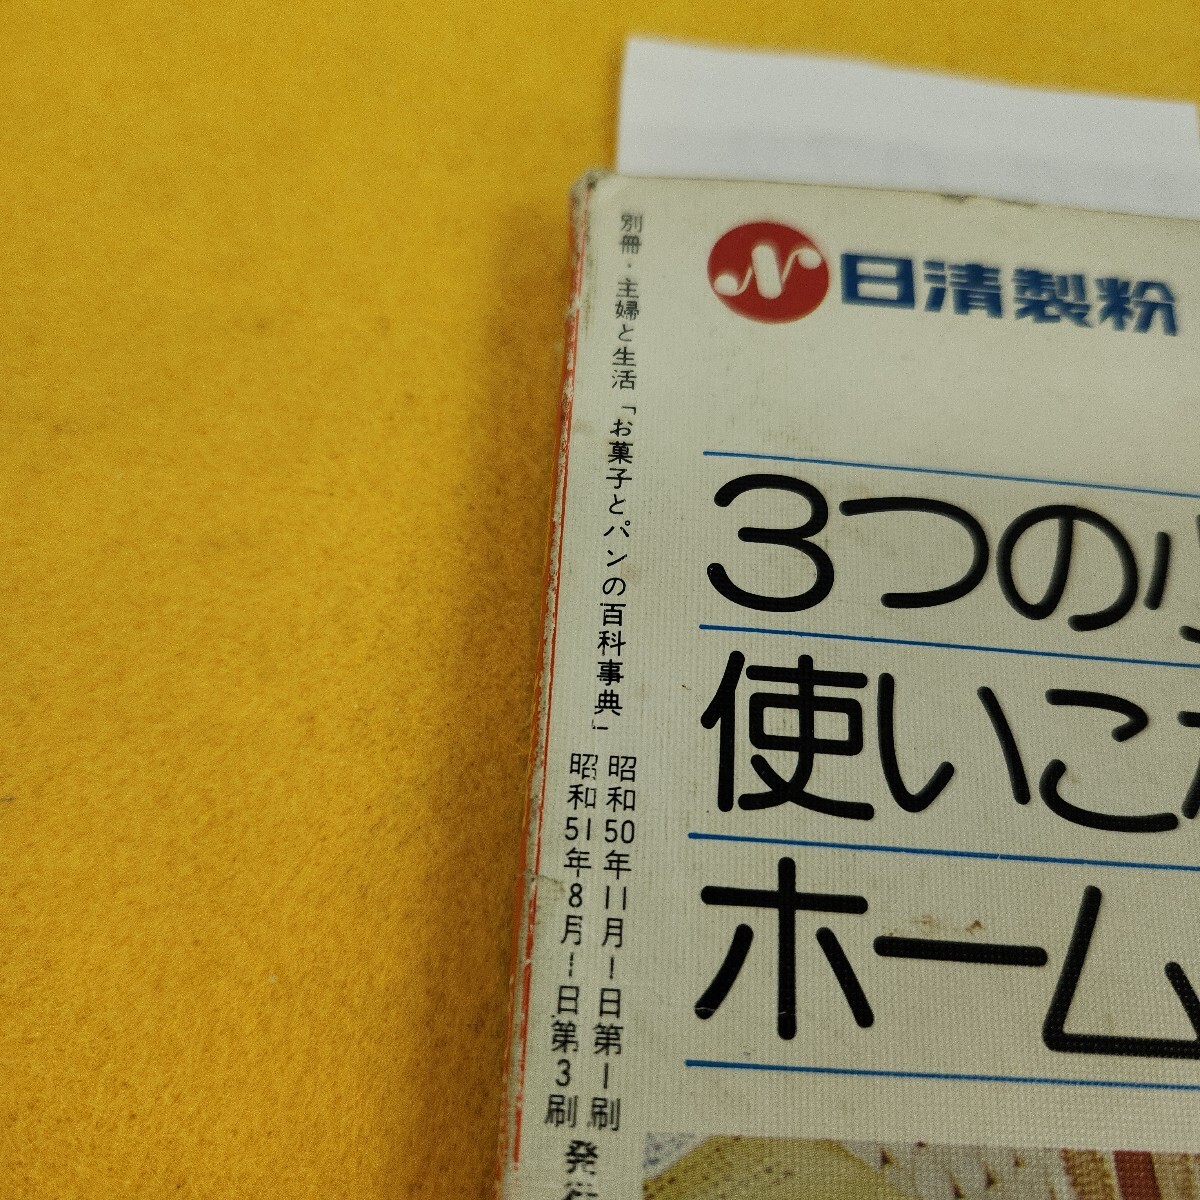 日清製粉
3つの
使いこ
ホーム
別冊・主婦と生活「お菓子とパンの百科事典」
昭和50年11月1日第1刷
昭和51年8月1日第3刷
発